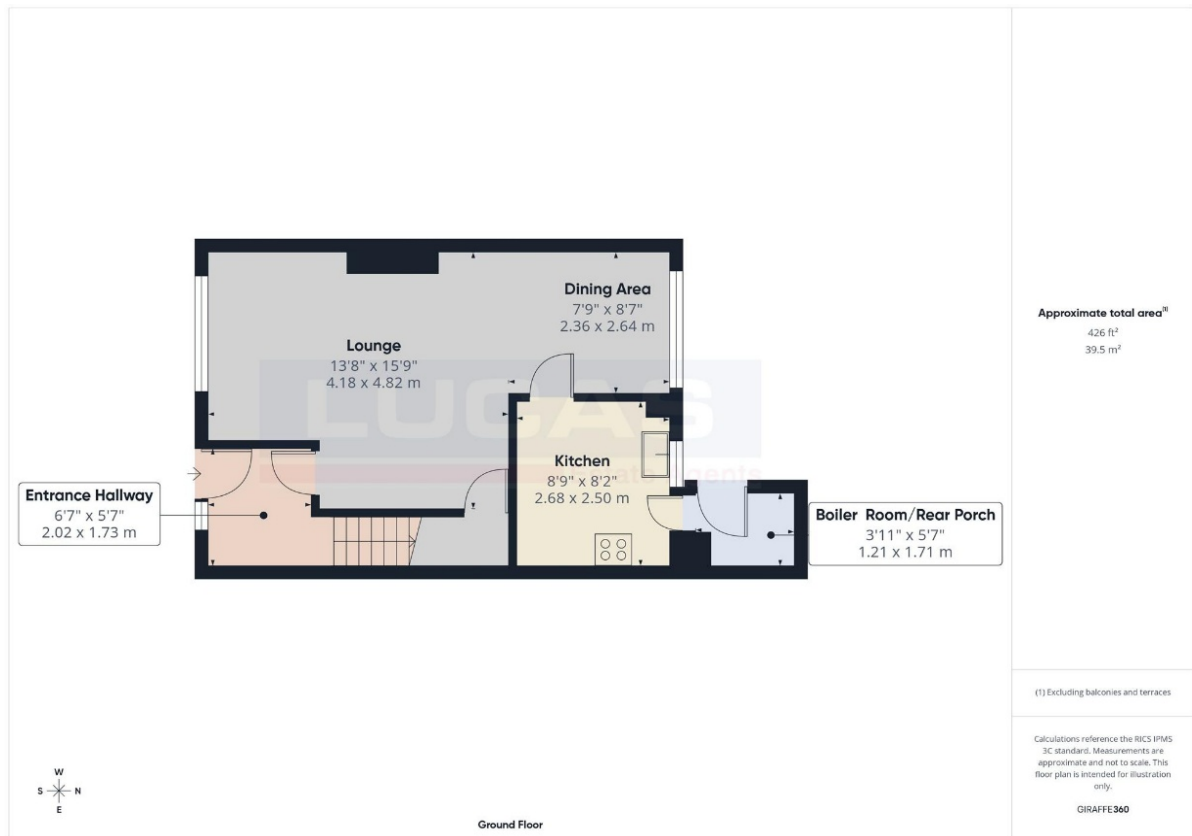 Dining Area
7'9" x 8'7"
2.36 x 2.64 m
Lounge
13'8" x 15'9"
4.18 x 4.82 m
LUCAS
Estate Agents
Kitchen
8'9" x 8'2"
2.68 x 2.50 m
Entrance Hallway
6'7" x 5'7"
2.02 x 1.73 m
Boiler Room/Rear Porch
3'11" x 5'7"
1.21 x 1.71 m
W
S N
E
Ground Floor
Approximate total area(1)
426 ft²
39.5 m²
(1) Excluding balconies and terraces
Calculations reference the RICS IPMS
3C standard. Measurements are
approximate and not to scale. This
floor plan is intended for illustration
only.
GIRAFFE360